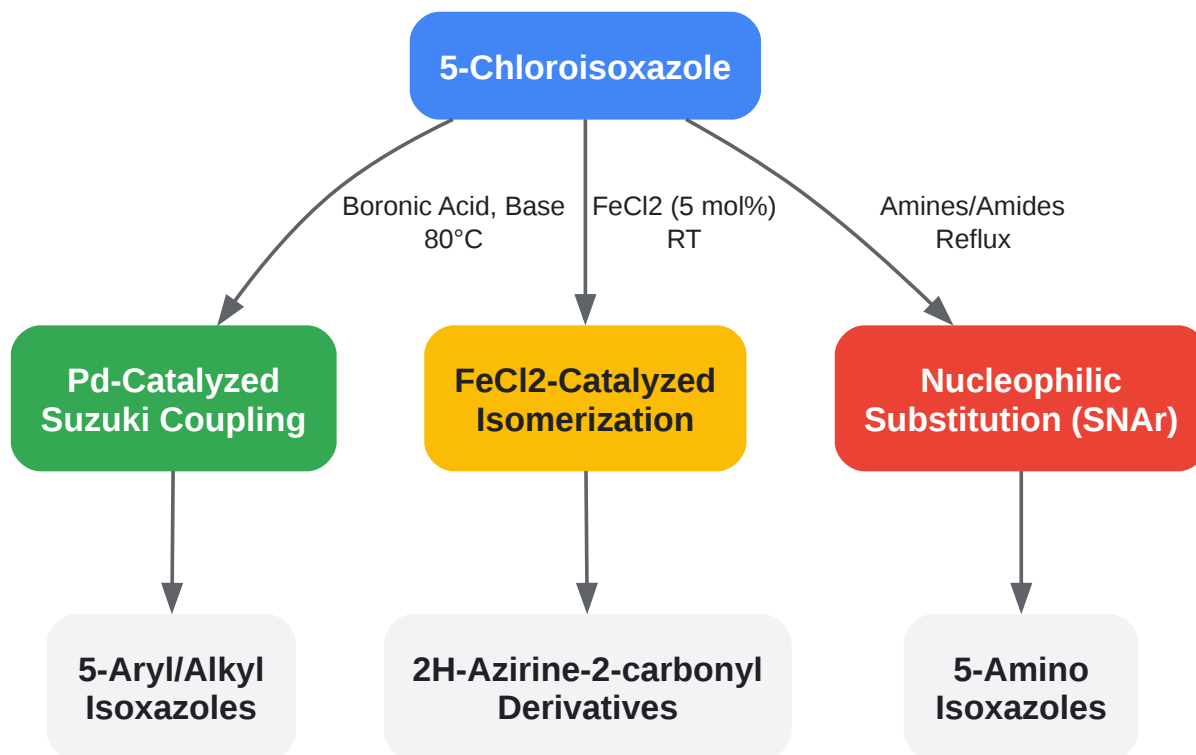 5-Chloroisoxazole
Boronic Acid, Base
80°C
FeCl2 (5 mol%)
RT
Amines/Amides
Reflux
Pd-Catalyzed
Suzuki Coupling
FeCl2-Catalyzed
Isomerization
Nucleophilic
Substitution (SNAr)
5-Aryl/Alkyl
Isoxazoles
2H-Azirine-2-carbonyl
Derivatives
5-Amino
Isoxazoles